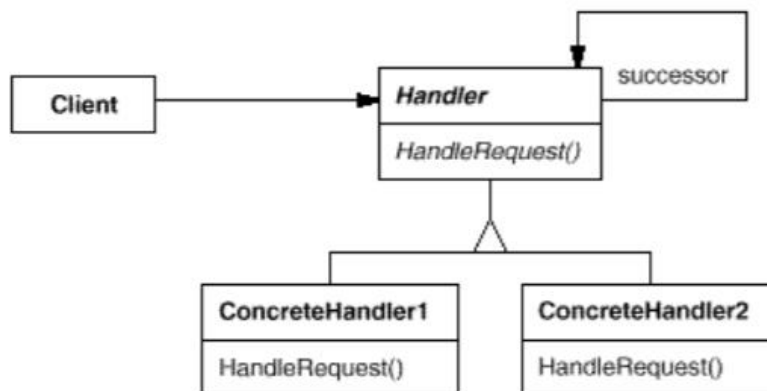 successor
Client
Handler
HandleRequest()
ConcreteHandler1
ConcreteHandler2
HandleRequest()
HandleRequest()